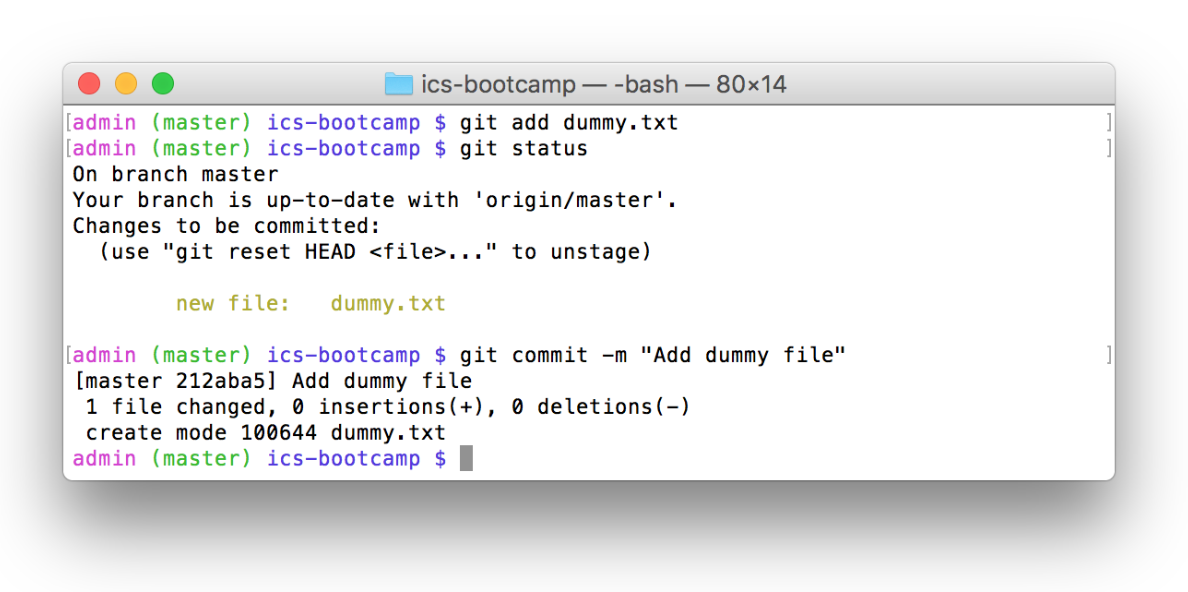 ics-bootcamp — -bash — 80×14
[admin (master) ics-bootcamp $ git add dummy.txt ]
[admin (master) ics-bootcamp $ git status ]
On branch master
Your branch is up-to-date with 'origin/master'.
Changes to be committed:
  (use "git reset HEAD <file>..." to unstage)

        new file:   dummy.txt

[admin (master) ics-bootcamp $ git commit -m "Add dummy file" ]
[master 212aba5] Add dummy file
 1 file changed, 0 insertions(+), 0 deletions(-)
 create mode 100644 dummy.txt
admin (master) ics-bootcamp $